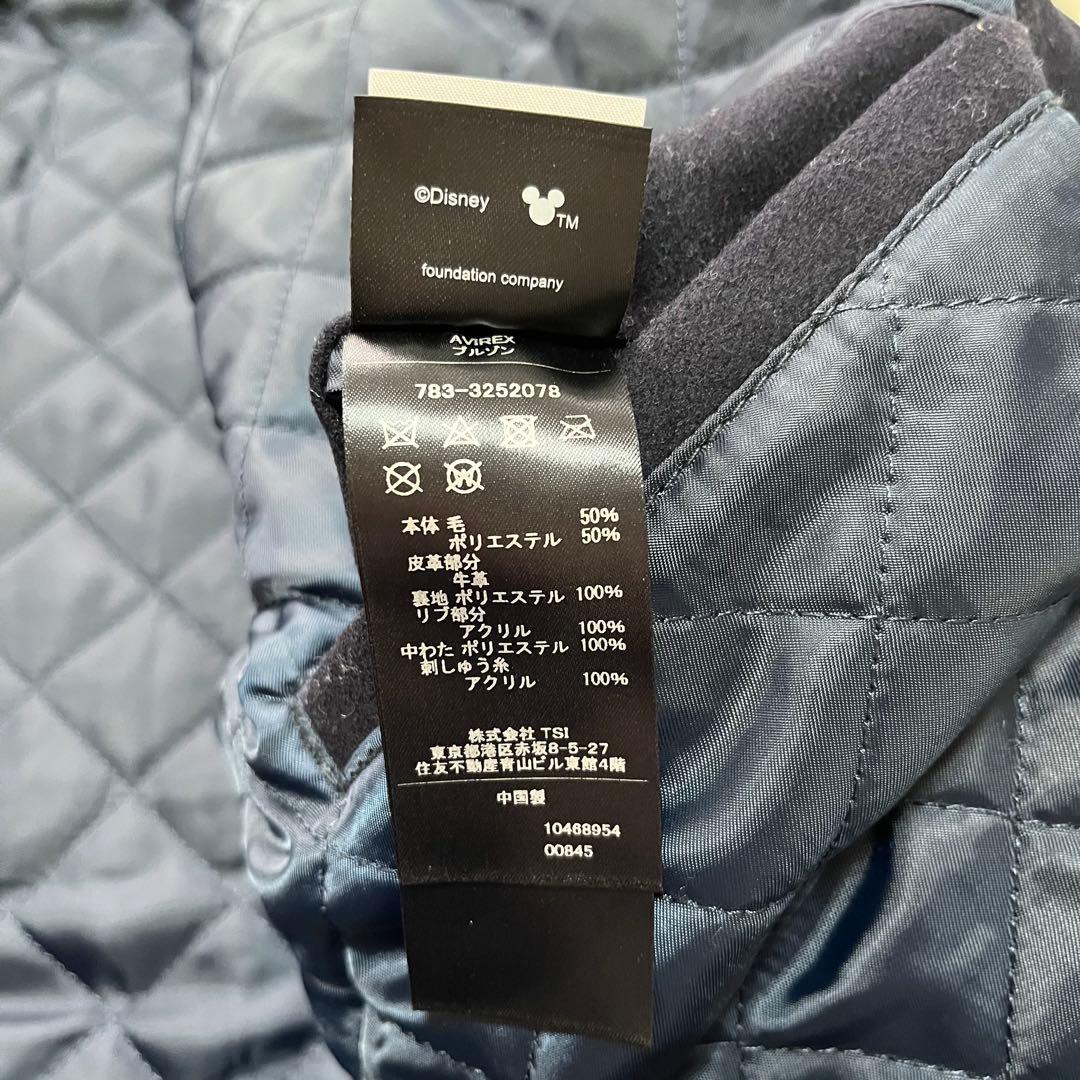 ©Disney TM
foundation company
AVIREX
ブルゾン
783-3252078
W
本体 毛 50%
ポリエステル 50%
皮革部分
牛革
裏地 ポリエステル 100%
リブ部分
アクリル 100%
中わた ポリエステル 100%
刺しゅう糸
アクリル 100%
株式会社 TSI
東京都港区赤坂8-5-27
住友不動産青山ビル東館4階
中国製
10468954
00845